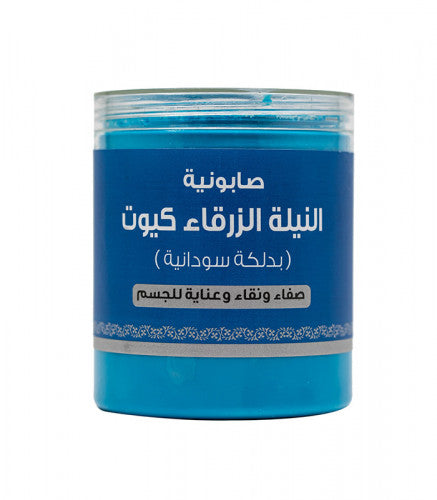 صابونية
النيلة الزرقاء كيوت
(بدلكة سودانية)
صفاء ونقاء وعناية للجسم